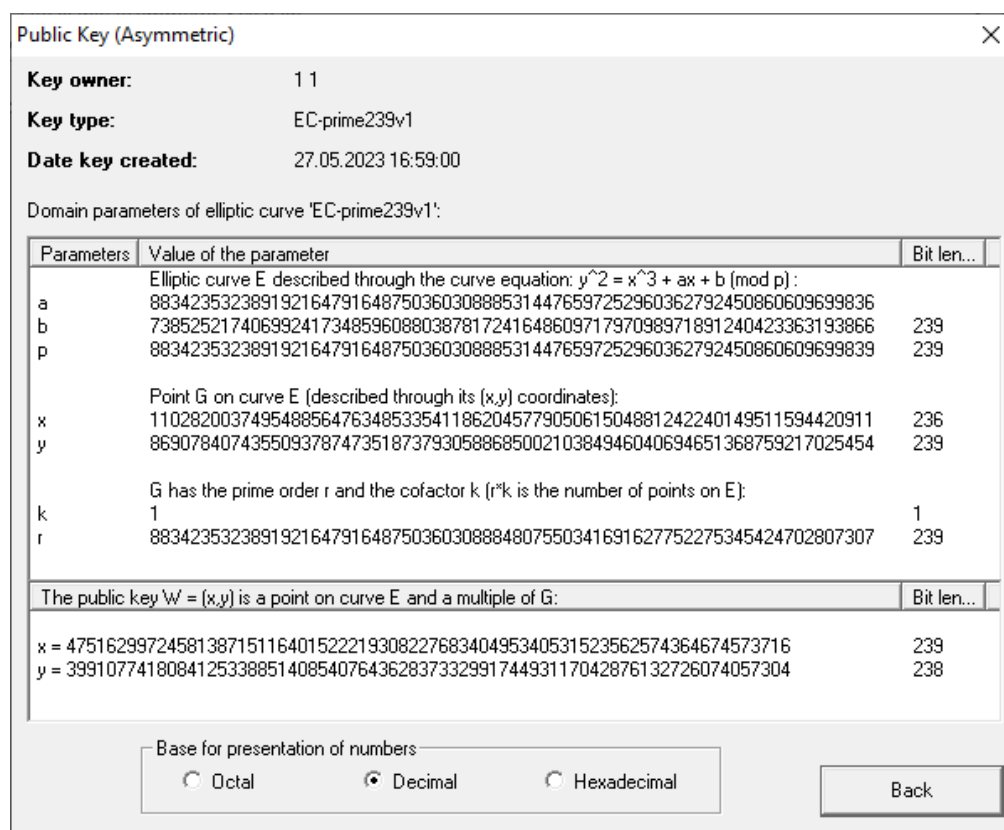 Public Key (Asymmetric)
Key owner: 1 1
Key type: EC-prime239v1
Date key created: 27.05.2023 16:59:00
Domain parameters of elliptic curve 'EC-prime239v1':
Parameters Value of the parameter Bit len...
Elliptic curve E described through the curve equation: y^2 = x^3 + ax + b (mod p) :
a 883423532389192164791648750360308885314476597252960362792450860609699836
b 738525217406992417348596088038781724164860971797098971891240423363193866 239
p 883423532389192164791648750360308885314476597252960362792450860609699839 239
Point G on curve E (described through its (x,y) coordinates):
x 110282003749548856476348533541186204577905061504881242240149511594420911 236
y 869078407435509378747351873793058868500210384946040694651368759217025454 239
G has the prime order r and the cofactor k (r*k is the number of points on E):
k 1 1
r 883423532389192164791648750360308884807550341691627752275345424702807307 239
The public key W = (x,y) is a point on curve E and a multiple of G: Bit len...
x = 475162997245813871511640152221930822768340495340531523562574364674573716 239
y = 399107741808412533885140854076436283733299174493117042876132726074057304 238
Base for presentation of numbers
Octal Decimal Hexadecimal
Back